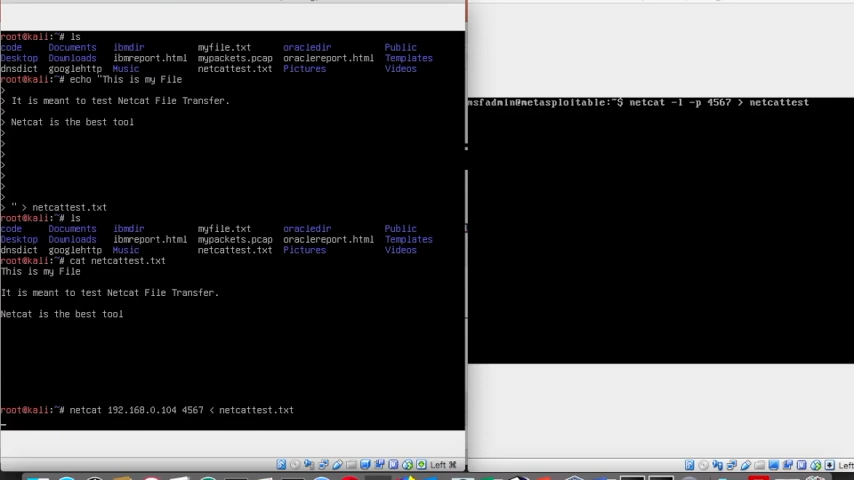 root@kali:~# ls
code Documents ibmdir myfile.txt oracledir Public
Desktop Downloads ibmreport.html mypackets.pcap oraclereport.html Templates
dnsdict googlehttp Music netcattest.txt Pictures Videos
root@kali:~# echo "This is my File
>
> It is meant to test Netcat File Transfer.
>
> Netcat is the best tool
>
>
>
>
>
>
>
> " > netcattest.txt
root@kali:~# ls
code Documents ibmdir myfile.txt oracledir Public
Desktop Downloads ibmreport.html mypackets.pcap oraclereport.html Templates
dnsdict googlehttp Music netcattest.txt Pictures Videos
root@kali:~# cat netcattest.txt
This is my File
It is meant to test Netcat File Transfer.
Netcat is the best tool
root@kali:~# netcat 192.168.0.104 4567 < netcattest.txt
Left ⌘
msfadmin@metasploitable:~$ netcat -l -p 4567 > netcattest
Left